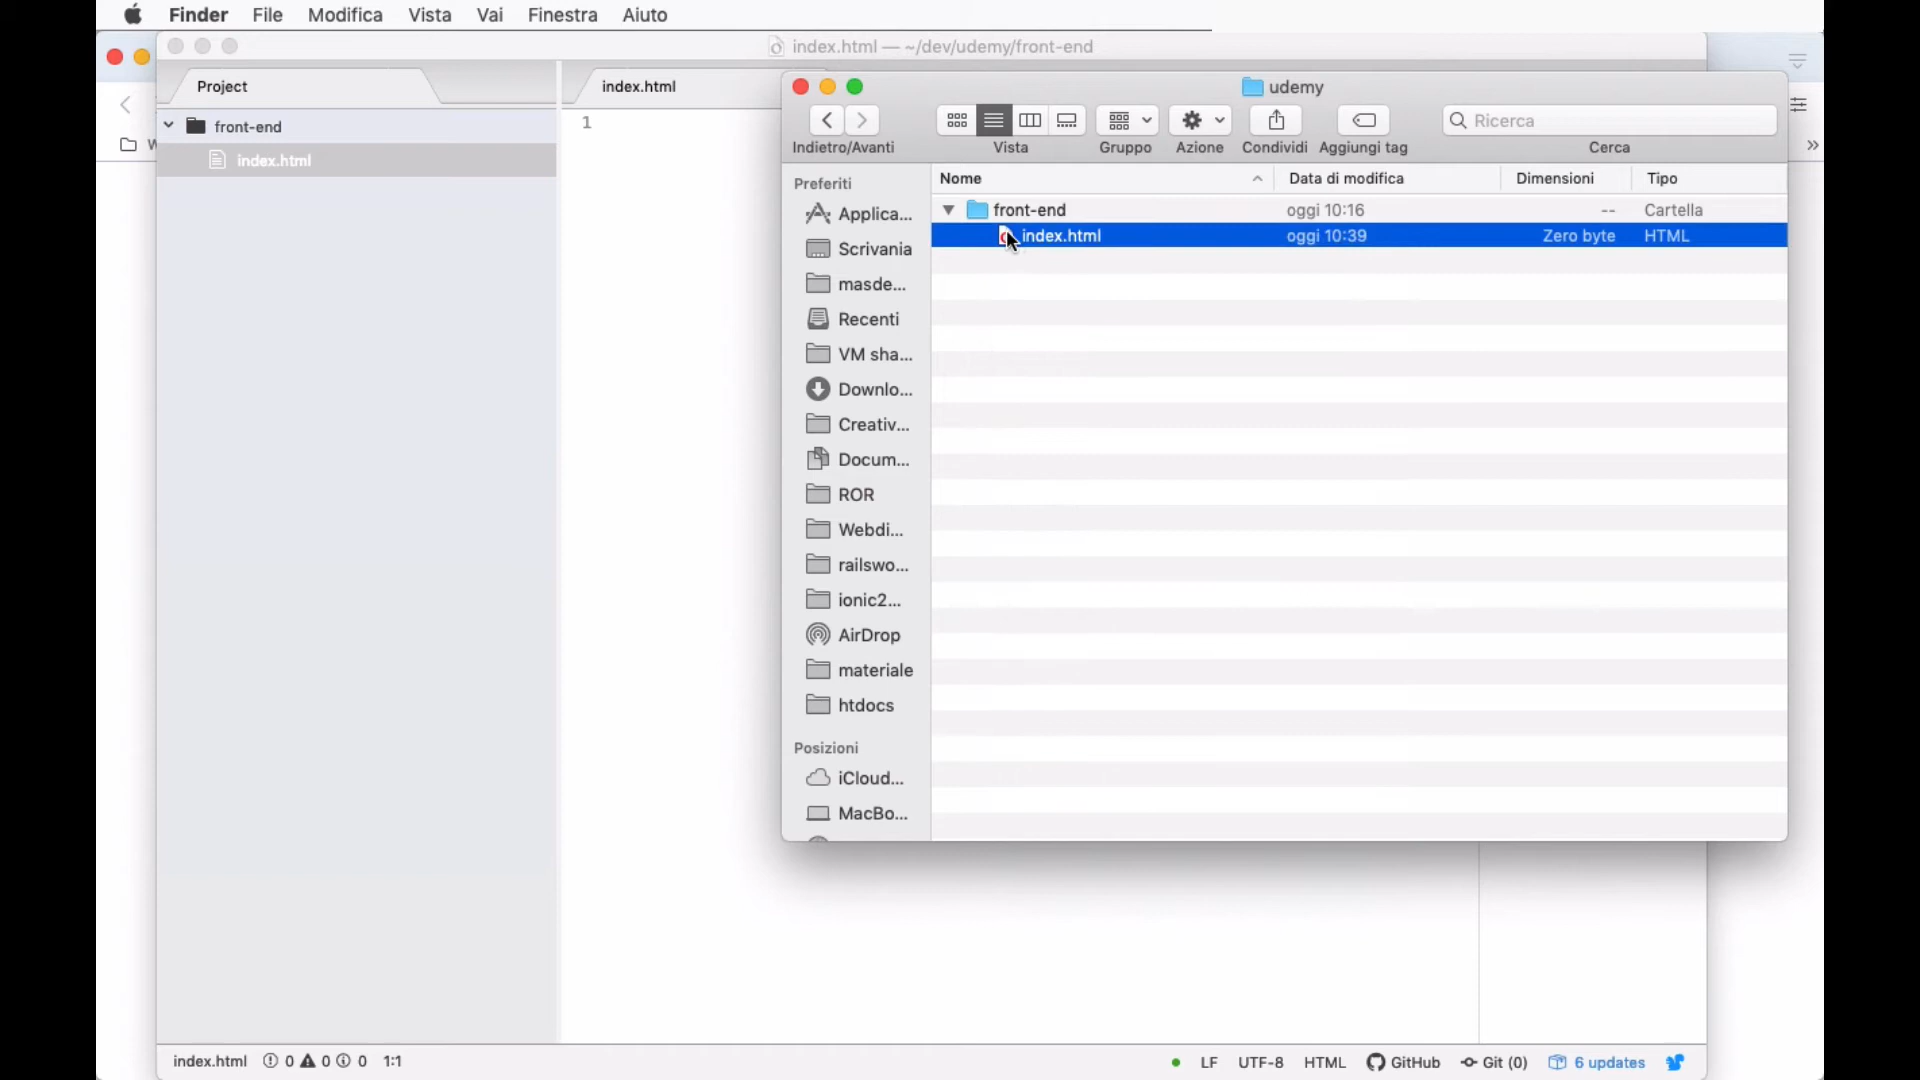 Finder File Modifica Vista Vai Finestra Aiuto
index.html — ~/dev/udemy/front-end
Project
index.html
front-end
index.html
1
udemy
Ricerca
Indietro/Avanti Vista Gruppo Azione Condividi Aggiungi tag Cerca
Preferiti
Applica...
Scrivania
masde...
Recenti
VM sha...
Downlo...
Creativ...
Docum...
ROR
Webdi...
railswo...
ionic2...
AirDrop
materiale
htdocs
Posizioni
iCloud...
MacBo...
Nome Data di modifica Dimensioni Tipo
front-end oggi 10:16 -- Cartella
index.html oggi 10:39 Zero byte HTML
index.html 0 0 0 1:1
LF UTF-8 HTML GitHub Git (0) 6 updates